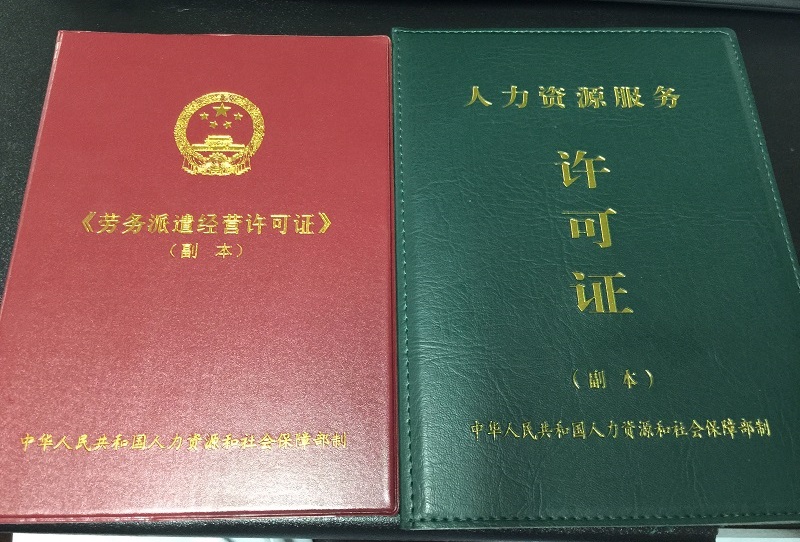 《劳务派遣经营许可证》
（副 本）
中华人民共和国人力资源和社会保障部制
人力资源服务
许
可
证
（副 本）
中华人民共和国人力资源和社会保障部制